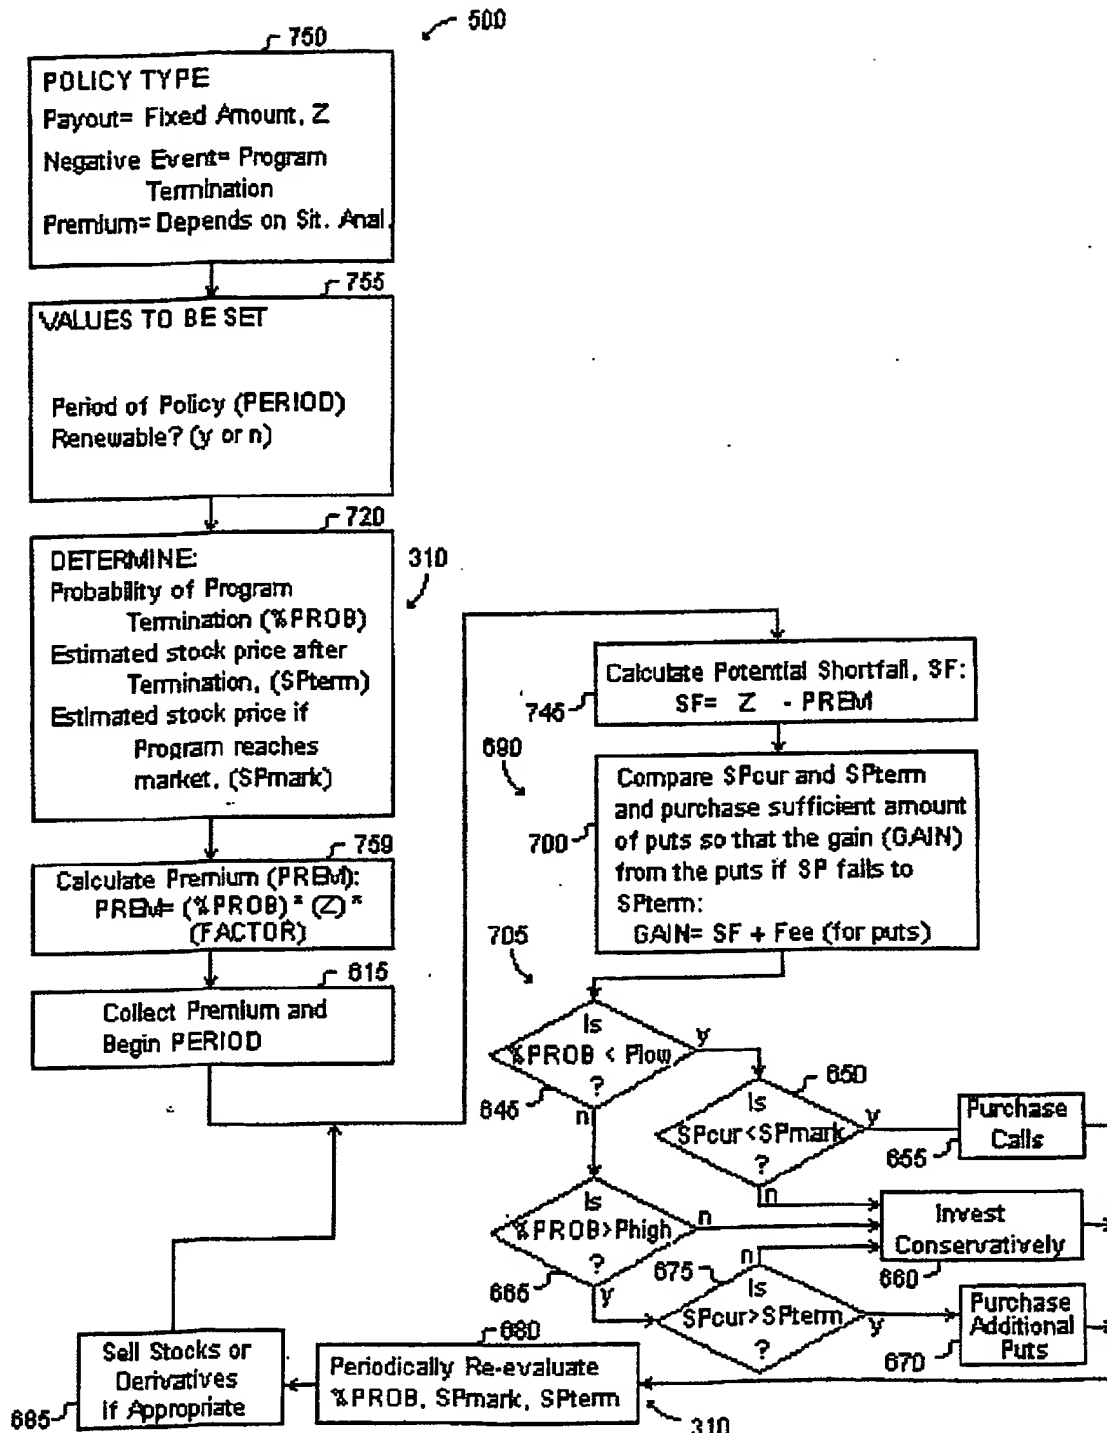 500
750
POLICY TYPE
Payout= Fixed Amount, Z
Negative Event= Program
Termination
Premium= Depends on Sit. Anal.
755
VALUES TO BE SET
Period of Policy (PERIOD)
Renewable? (y or n)
720
DETERMINE:
Probability of Program
Termination (%PROB)
Estimated stock price after
Termination, (SPterm)
Estimated stock price if
Program reaches
market, (SPmark)
310
759
Calculate Premium (PREM):
PREM= (%PROB) * (Z) *
(FACTOR)
615
Collect Premium and
Begin PERIOD
Calculate Potential Shortfall, SF:
SF= Z - PREM
745
690
Compare SPcur and SPterm
and purchase sufficient amount
of puts so that the gain (GAIN)
from the puts if SP falls to
SPterm:
GAIN= SF + Fee (for puts)
700
705
Is
%PROB < Plow
?
y
n
645
650
Is
SPcur<SPmark
?
y
n
Purchase
Calls
655
Is
%PROB>Phigh
?
n
y
665
Invest
Conservatively
660
675
n
Is
SPcur>SPterm
?
y
Purchase
Additional
Puts
670
680
Periodically Re-evaluate
%PROB, SPmark, SPterm
310
Sell Stocks or
Derivatives
if Appropriate
685